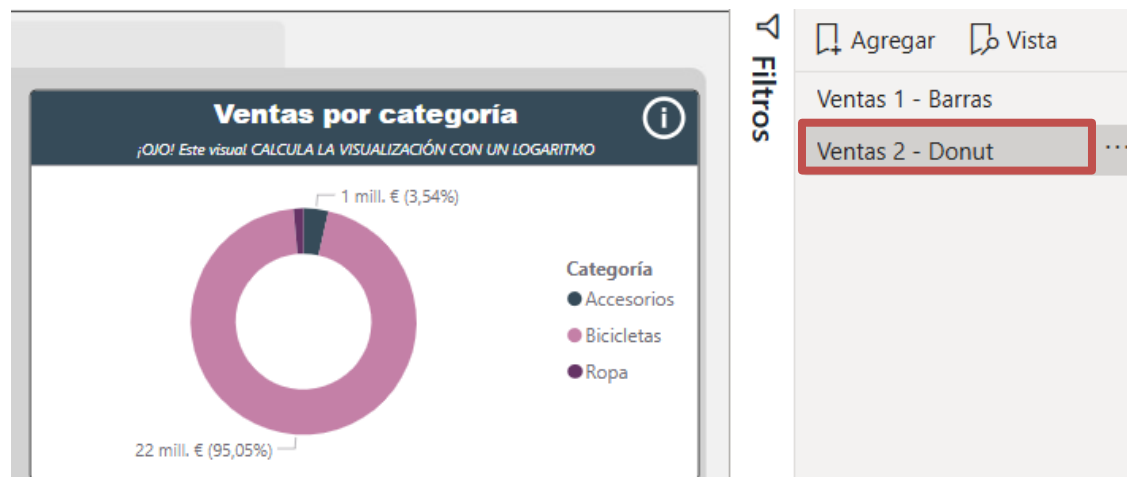 Ventas por categoría
¡OJO! Este visual CALCULA LA VISUALIZACIÓN CON UN LOGARITMO
1 mill. € (3,54%)
Categoría
Accesorios
Bicicletas
Ropa
22 mill. € (95,05%)
Filtros
Agregar Vista
Ventas 1 - Barras
Ventas 2 - Donut